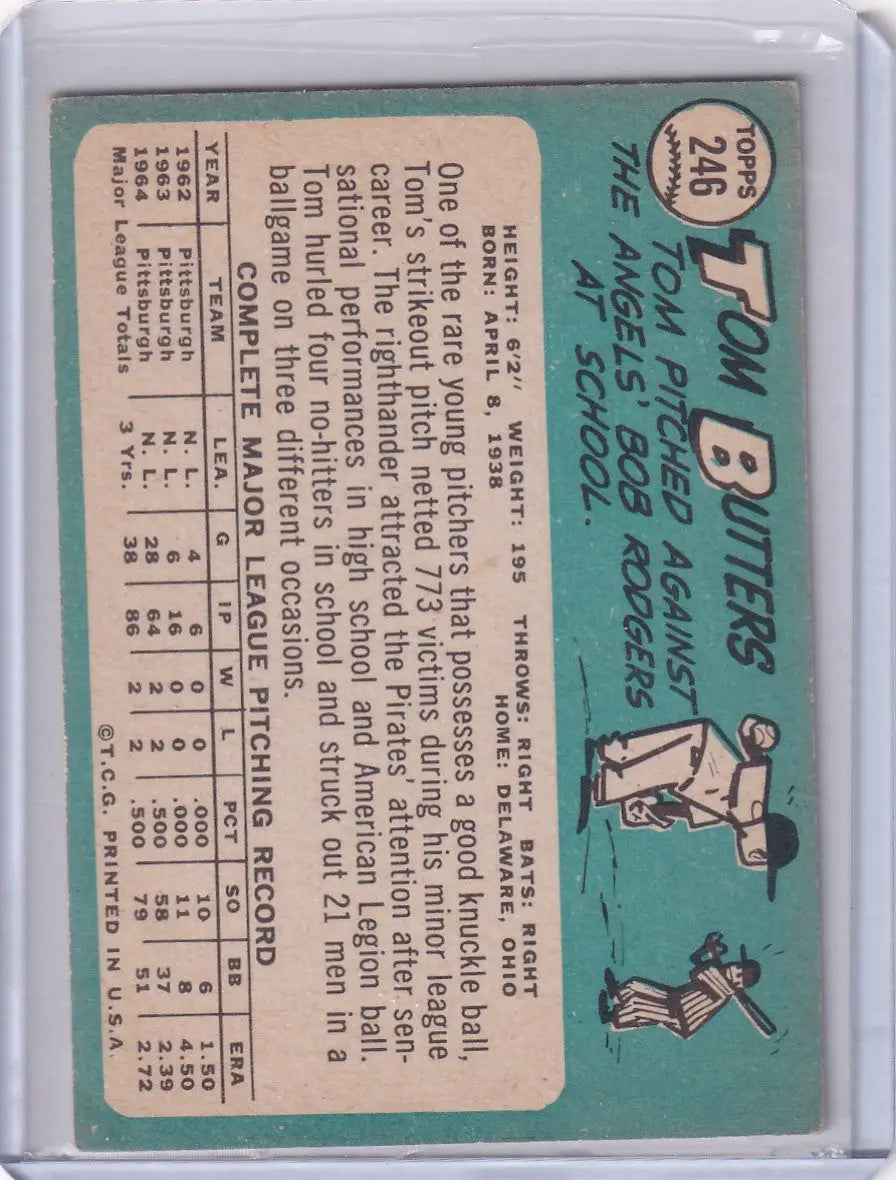 TOPPS
246
TOM BUTTERS
TOM PITCHED AGAINST
THE ANGELS' BOB RODGERS
AT SCHOOL.
HEIGHT: 6'2" WEIGHT: 195 THROWS: RIGHT BATS: RIGHT
BORN: APRIL 8, 1938 HOME: DELAWARE, OHIO
One of the rare young pitchers that possesses a good knuckle ball,
Tom's strikeout pitch netted 773 victims during his minor league
career. The righthander attracted the Pirates' attention after sen-
sational performances in high school and American Legion ball.
Tom hurled four no-hitters in school and struck out 21 men in a
ballgame on three different occasions.
COMPLETE MAJOR LEAGUE PITCHING RECORD
YEAR TEAM LEA. G IP W L PCT SO BB ERA
1962 Pittsburgh N. L. 4 6 0 0 .000 10 6 1.50
1963 Pittsburgh N. L. 6 16 0 0 .000 11 8 4.50
1964 Pittsburgh N. L. 28 64 2 2 .500 58 37 2.39
Major League Totals 3 Yrs. 38 86 2 2 .500 79 51 2.72
©T.C.G. PRINTED IN U.S.A.